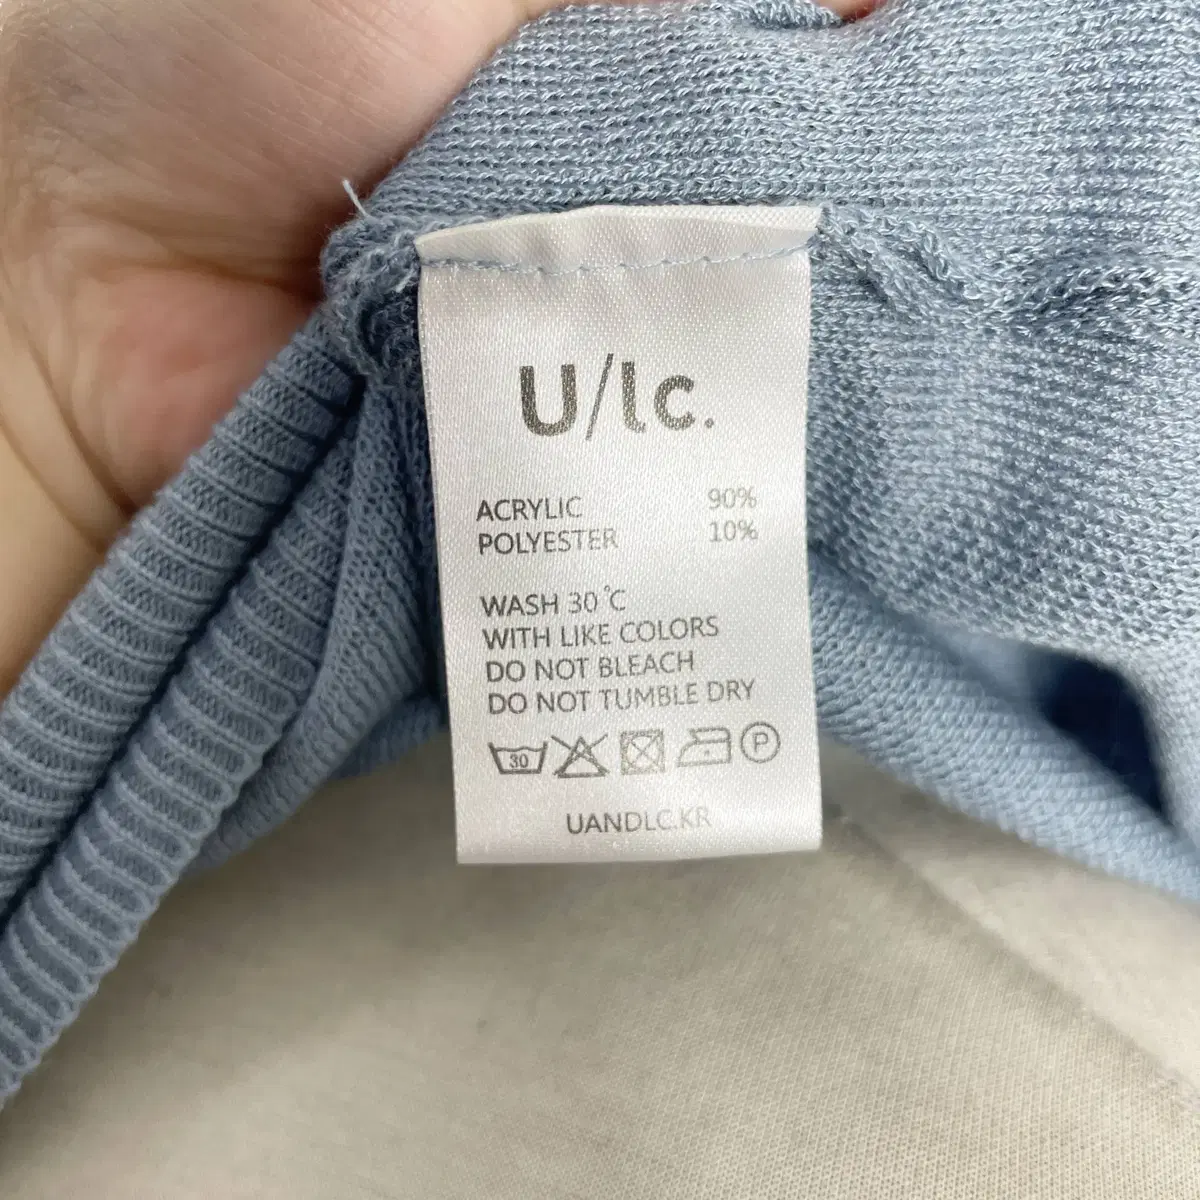 U/lc.
ACRYLIC 90%
POLYESTER 10%
WASH 30℃
WITH LIKE COLORS
DO NOT BLEACH
DO NOT TUMBLE DRY
30 P
UANDLC.KR